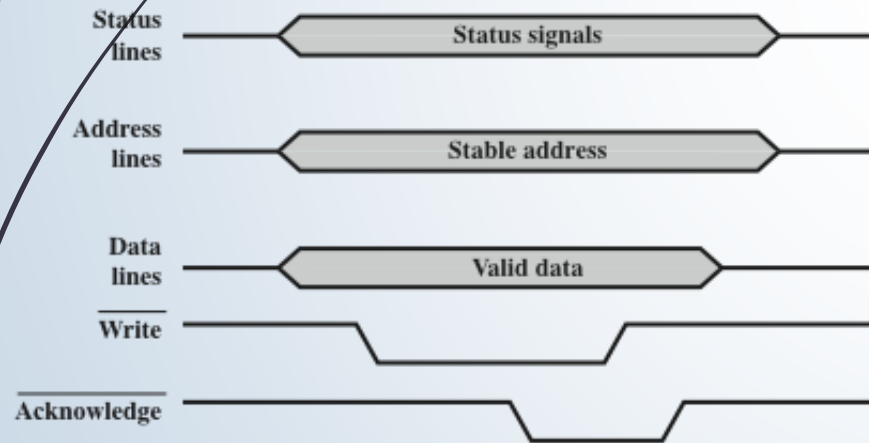 Status
lines
Status signals
Address
lines
Stable address
Data
lines
Valid data
Write
Acknowledge